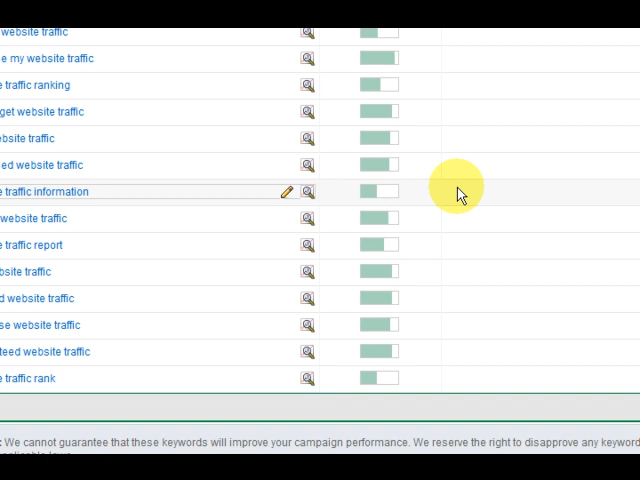 website traffic
e my website traffic
e traffic ranking
get website traffic
bsite traffic
ed website traffic
e traffic information
website traffic
e traffic report
bsite traffic
d website traffic
se website traffic
teed website traffic
e traffic rank
: We cannot guarantee that these keywords will improve your campaign performance. We reserve the right to disapprove any keyword